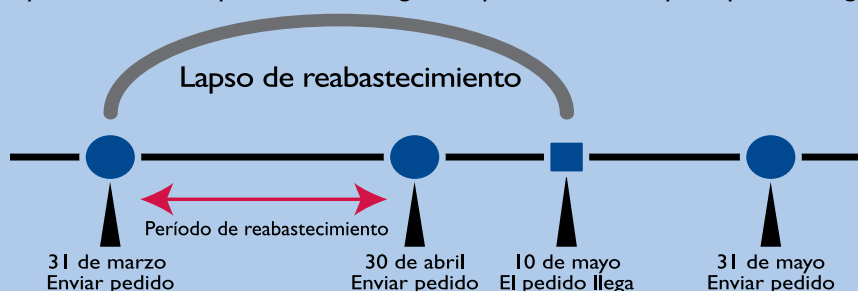 Lapso de reabastecimiento
Período de reabastecimiento
31 de marzo
Enviar pedido
30 de abril
Enviar pedido
10 de mayo
El pedido llega
31 de mayo
Enviar pedido